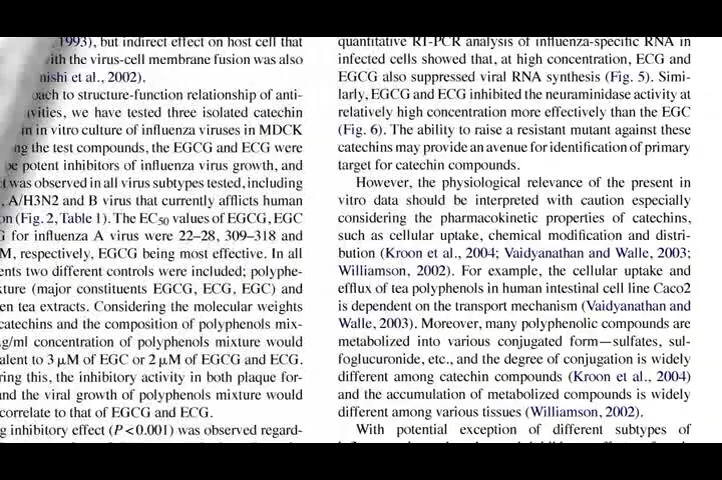 1993), but indirect effect on host cell that
with the virus-cell membrane fusion was also
nishi et al., 2002).
oach to structure-function relationship of anti-
ivities, we have tested three isolated catechin
in vitro culture of influenza viruses in MDCK
ng the test compounds, the EGCG and ECG were
be potent inhibitors of influenza virus growth, and
t was observed in all virus subtypes tested, including
, A/H3N2 and B virus that currently afflicts human
on (Fig. 2, Table 1). The EC50 values of EGCG, EGC
G for influenza A virus were 22–28, 309–318 and
M, respectively, EGCG being most effective. In all
ents two different controls were included; polyphe-
xture (major constituents EGCG, ECG, EGC) and
en tea extracts. Considering the molecular weights
catechins and the composition of polyphenols mix-
g/ml concentration of polyphenols mixture would
alent to 3 μM of EGC or 2 μM of EGCG and ECG.
ring this, the inhibitory activity in both plaque for-
and the viral growth of polyphenols mixture would
correlate to that of EGCG and ECG.
g inhibitory effect (P < 0.001) was observed regard-
quantitative RT-PCR analysis of influenza-specific RNA in
infected cells showed that, at high concentration, ECG and
EGCG also suppressed viral RNA synthesis (Fig. 5). Simi-
larly, EGCG and ECG inhibited the neuraminidase activity at
relatively high concentration more effectively than the EGC
(Fig. 6). The ability to raise a resistant mutant against these
catechins may provide an avenue for identification of primary
target for catechin compounds.
However, the physiological relevance of the present in
vitro data should be interpreted with caution especially
considering the pharmacokinetic properties of catechins,
such as cellular uptake, chemical modification and distri-
bution (Kroon et al., 2004; Vaidyanathan and Walle, 2003;
Williamson, 2002). For example, the cellular uptake and
efflux of tea polyphenols in human intestinal cell line Caco2
is dependent on the transport mechanism (Vaidyanathan and
Walle, 2003). Moreover, many polyphenolic compounds are
metabolized into various conjugated form—sulfates, sul-
foglucuronide, etc., and the degree of conjugation is widely
different among catechin compounds (Kroon et al., 2004)
and the accumulation of metabolized compounds is widely
different among various tissues (Williamson, 2002).
With potential exception of different subtypes of